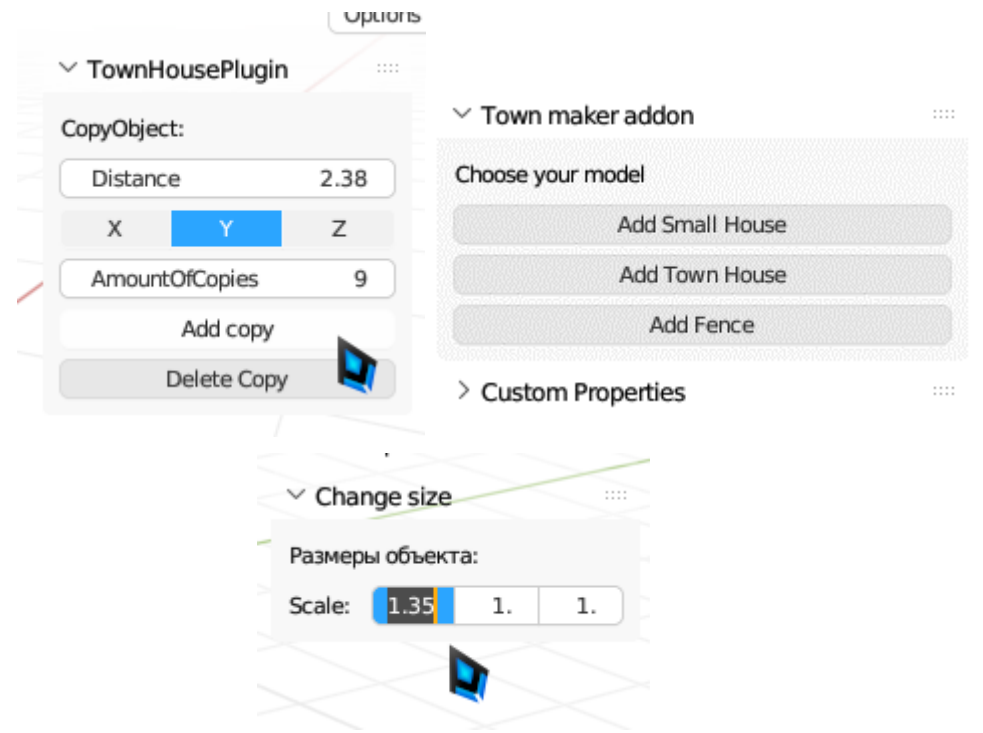 Options
TownHousePlugin
CopyObject:
Distance 2.38
X Y Z
AmountOfCopies 9
Add copy
Delete Copy
Town maker addon
Choose your model
Add Small House
Add Town House
Add Fence
Custom Properties
Change size
Размеры объекта:
Scale: 1.35 1. 1.